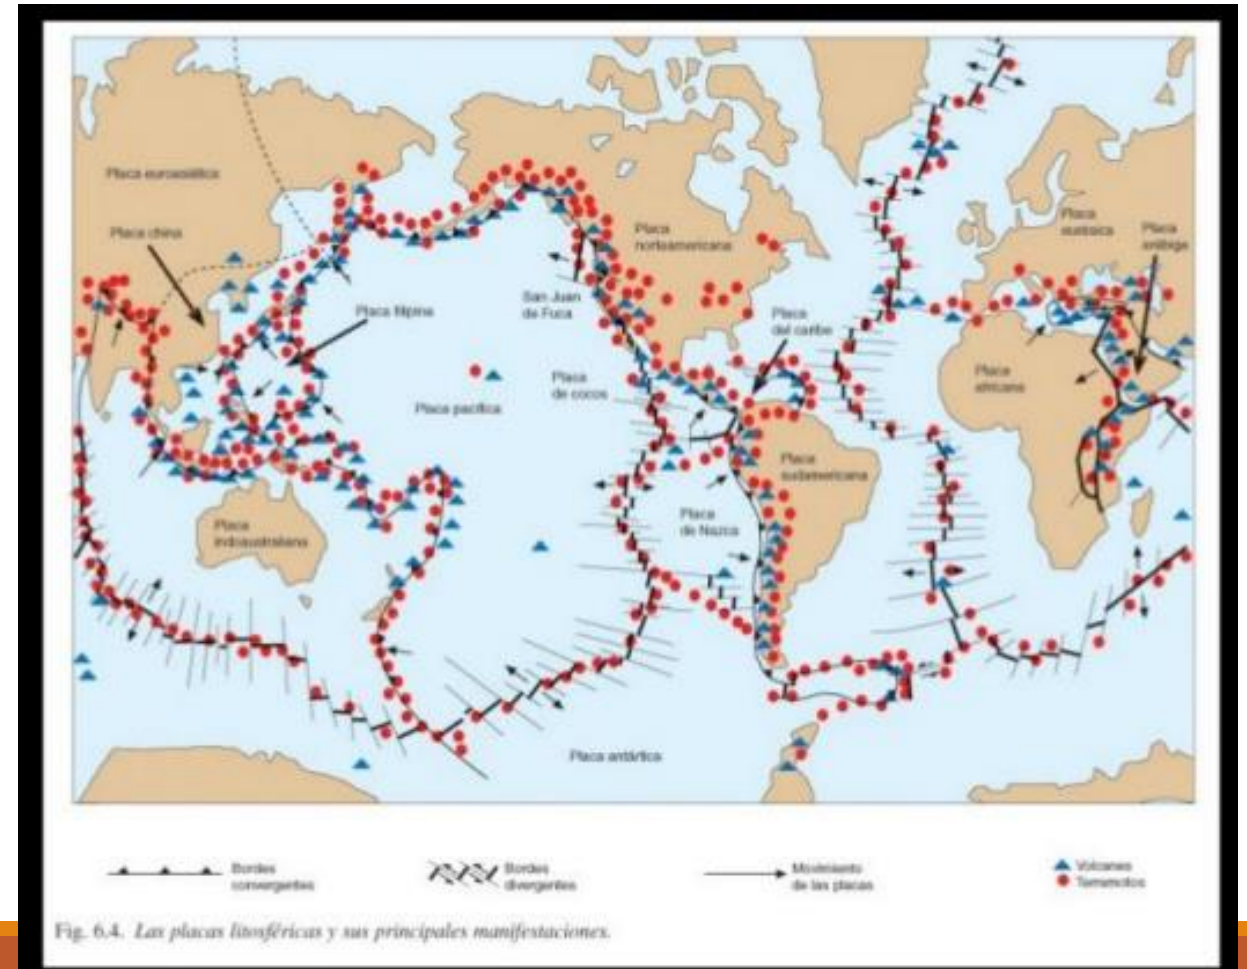 Placa euroasiática
Placa china
Placa filipina
Placa pacífica
Placa
indoaustraliana
San Juan
de Fuca
Placa
norteamericana
Placa
de cocos
Placa
del caribe
Placa
sudamericana
Placa
de Nazca
Placa antártica
Placa
africana
Placa
Placa
Bordes
convergentes
Bordes
divergentes
Movimiento
de las placas
Volcanes
Terremotos
Fig. 6.4. Las placas litosféricas y sus principales manifestaciones.